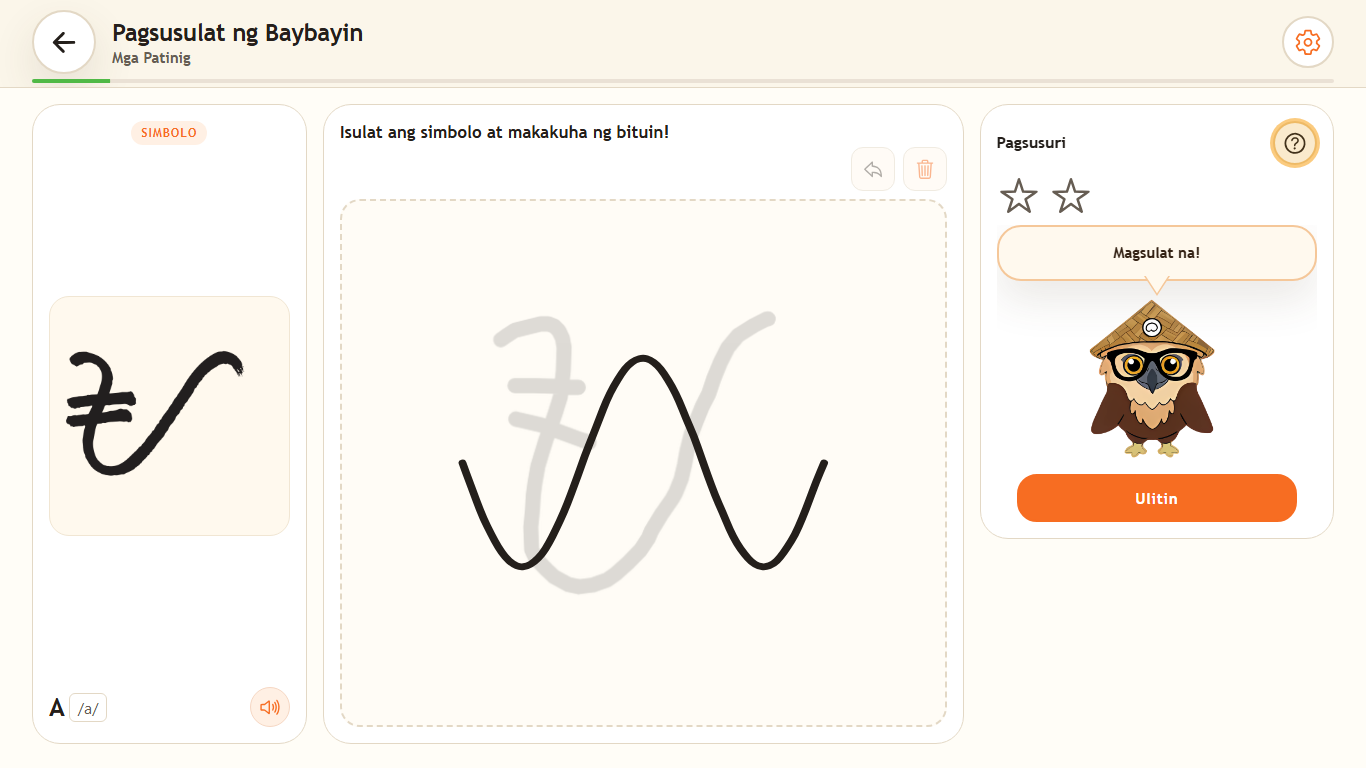 Pagsusulat ng Baybayin
Mga Patinig
SIMBOLO
ᜀ
A /a/
Isulat ang simbolo at makakuha ng bituin!
ᜀ
Pagsusuri
Magsulat na!
Ulitin